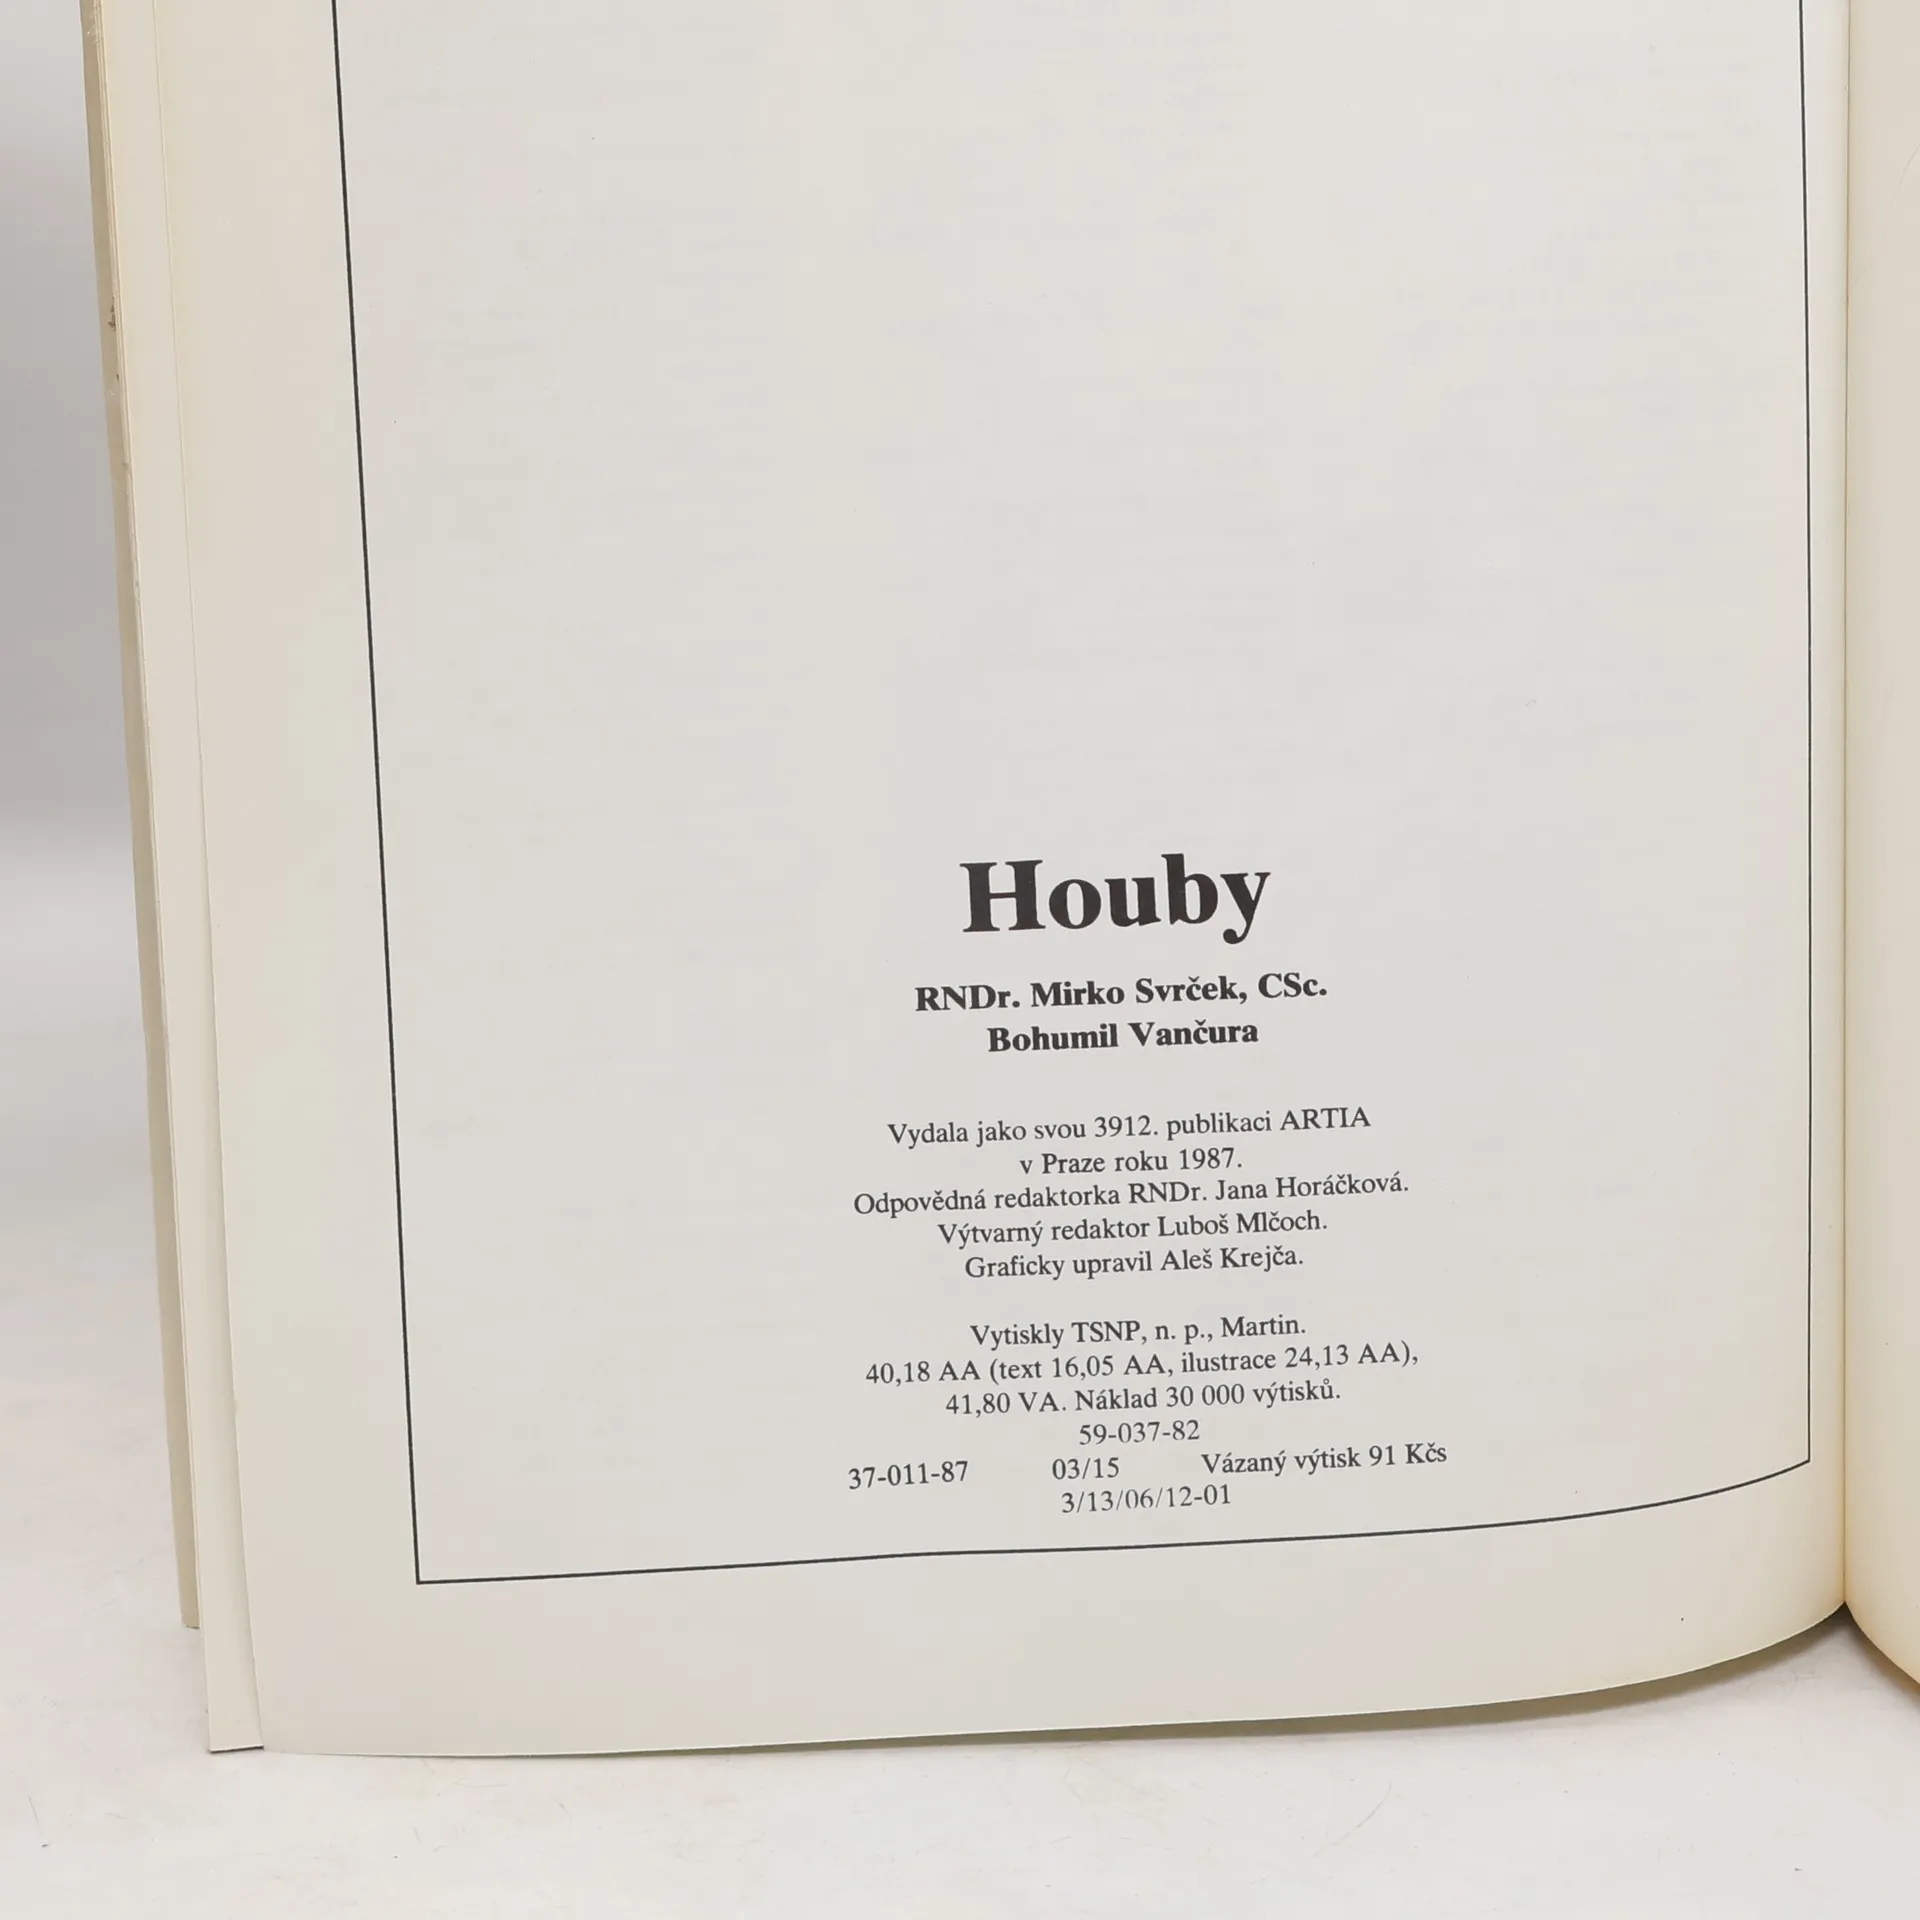 Houby
RNDr. Mirko Svrček, CSc.
Bohumil Vančura
Vydala jako svou 3912. publikaci ARTIA
v Praze roku 1987.
Odpovědná redaktorka RNDr. Jana Horáčková.
Výtvarný redaktor Luboš Mlčoch.
Graficky upravil Aleš Krejča.
Vytiskly TSNP, n. p., Martin.
40,18 AA (text 16,05 AA, ilustrace 24,13 AA),
41,80 VA. Náklad 30 000 výtisků.
59-037-82
37-011-87 03/15 Vázaný výtisk 91 Kčs
3/13/06/12-01